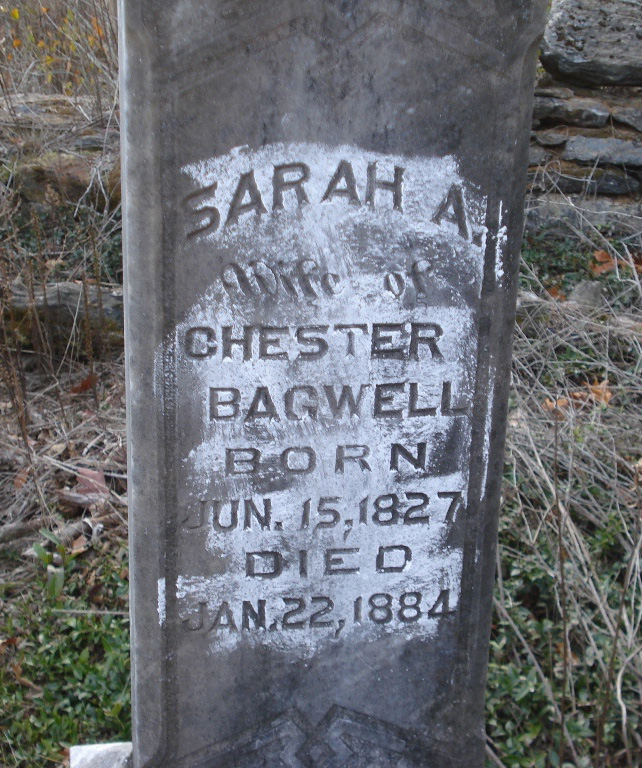 SARAH A.
Wife of
CHESTER
BAGWELL
BORN
JUN. 15, 1827
DIED
JAN. 22, 1884